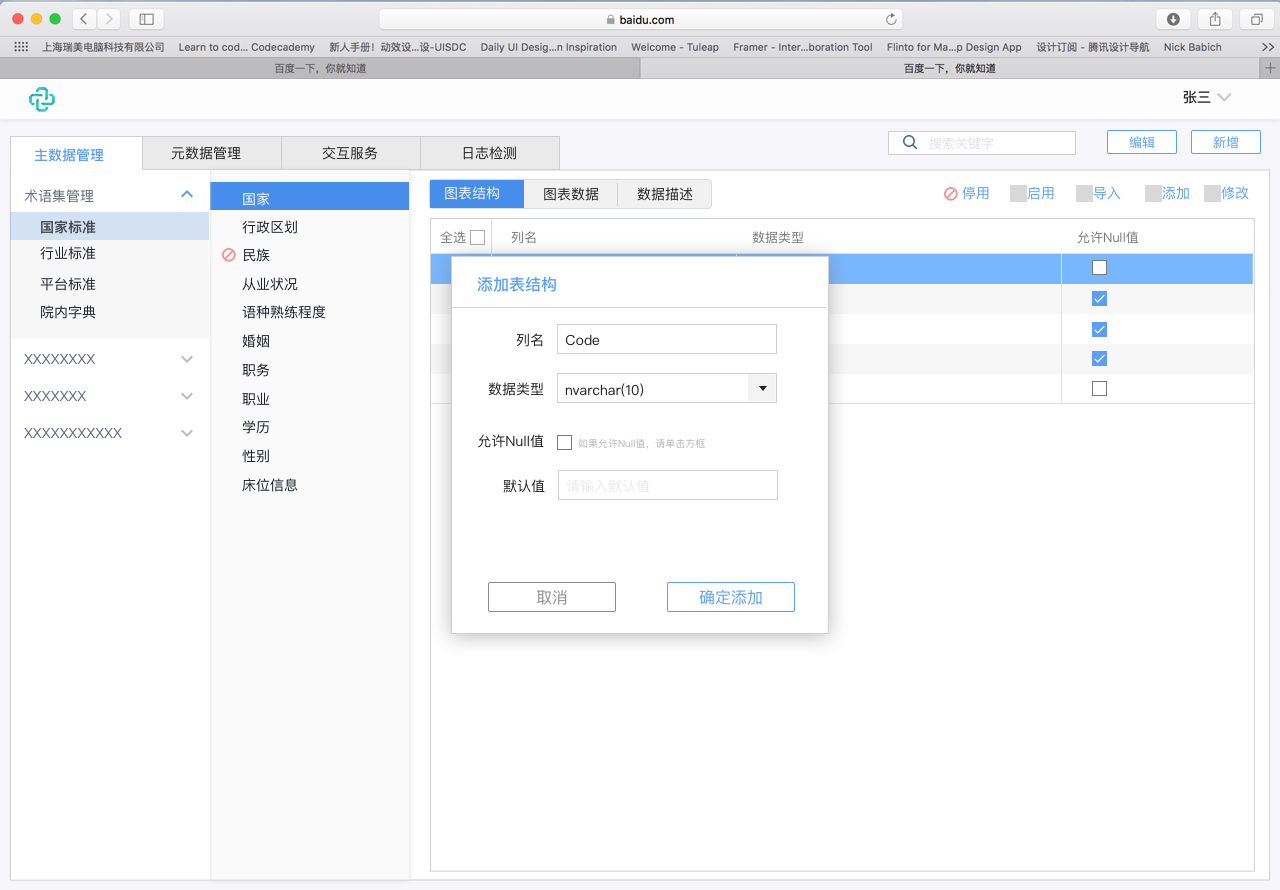 baidu.com
上海瑞美电脑科技有限公司 Learn to cod... Codecademy 新人手册！动效设...设-UISDC Daily UI Desig...n Inspiration Welcome - Tuleap Framer - Inter...boration Tool Flinto for Ma...p Design App 设计订阅 - 腾讯设计导航 Nick Babich
百度一下，你就知道 百度一下，你就知道
张三
主数据管理 元数据管理 交互服务 日志检测 搜索关键字 编辑 新增
术语集管理
国家标准
行业标准
平台标准
院内字典
XXXXXXXX
XXXXXXX
XXXXXXXXXXX
国家
行政区划
民族
从业状况
语种熟练程度
婚姻
职务
职业
学历
性别
床位信息
图表结构 图表数据 数据描述 停用 启用 导入 添加 修改
全选 列名 数据类型 允许Null值
添加表结构
列名 Code
数据类型 nvarchar(10)
允许Null值 如果允许Null值，请单击方框
默认值 请输入默认值
取消 确定添加